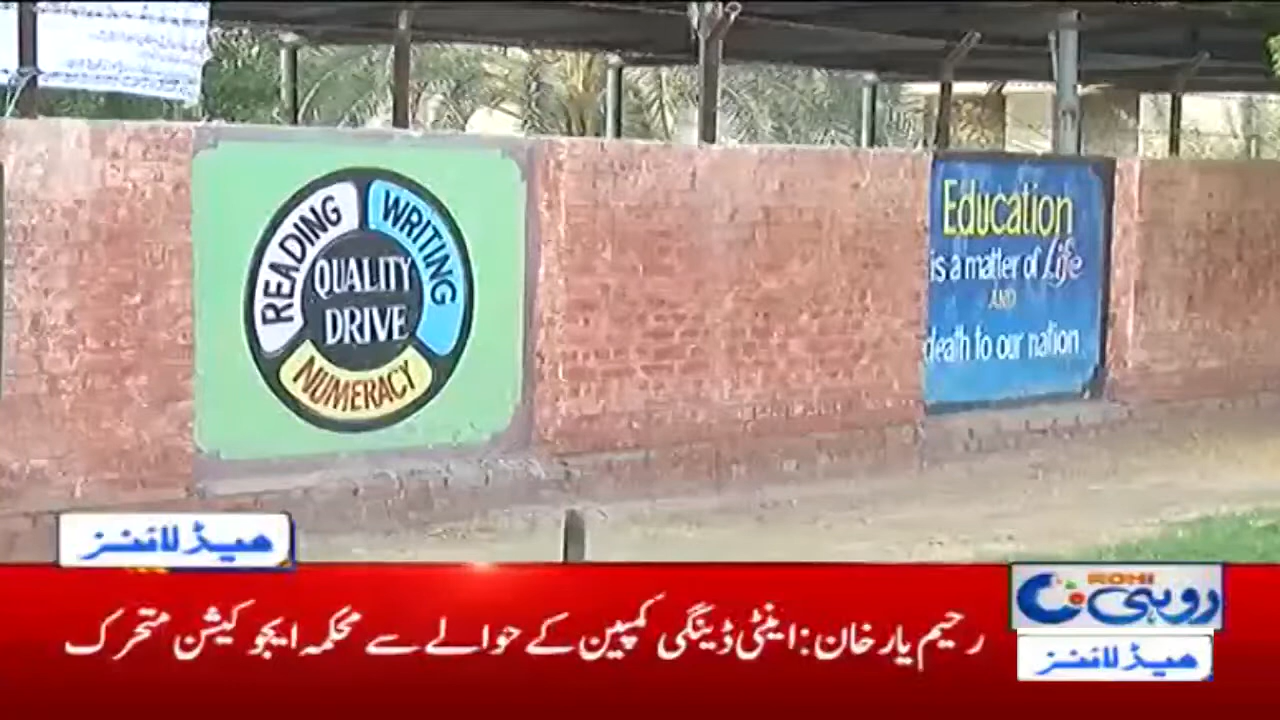 READING
WRITING
QUALITY
DRIVE
NUMERACY
Education
is a matter of Life
AND
death to our nation
ہیڈلائنز
رحیم یار خان: اینٹی ڈینگی کمپین کے حوالے سے محکمہ ایجوکیشن متحرک
ROHI
روہی
ہیڈلائنز